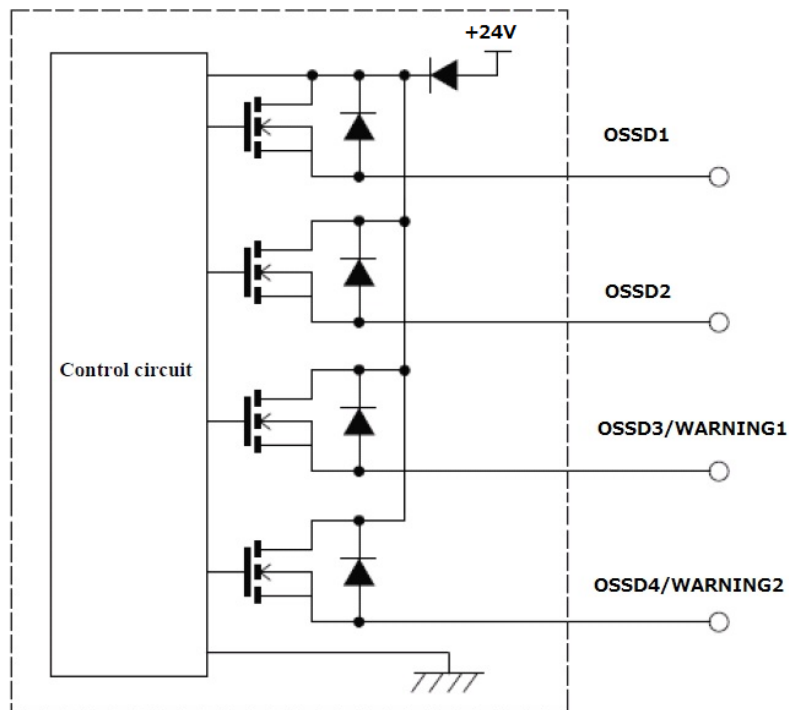 +24V
OSSD1
OSSD2
Control circuit
OSSD3/WARNING1
OSSD4/WARNING2